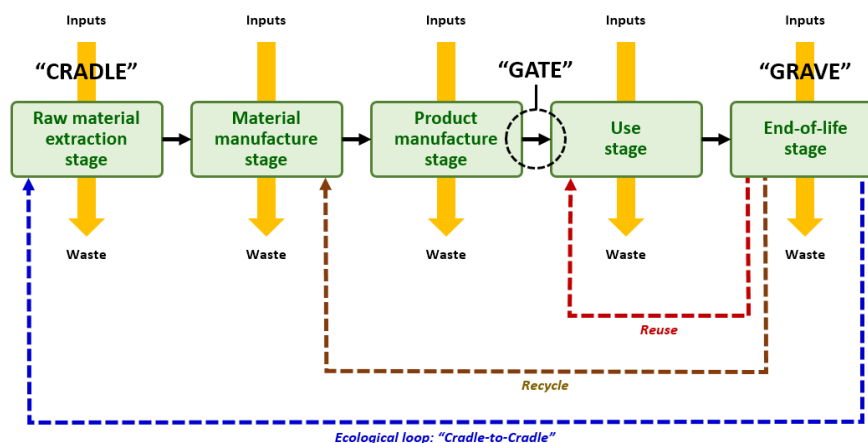 Inputs
Inputs
Inputs
Inputs
Inputs
“CRADLE”
“GATE”
“GRAVE”
Raw material
extraction
stage
Material
manufacture
stage
Product
manufacture
stage
Use
stage
End-of-life
stage
Waste
Waste
Waste
Waste
Waste
Reuse
Recycle
Ecological loop: “Cradle-to-Cradle”